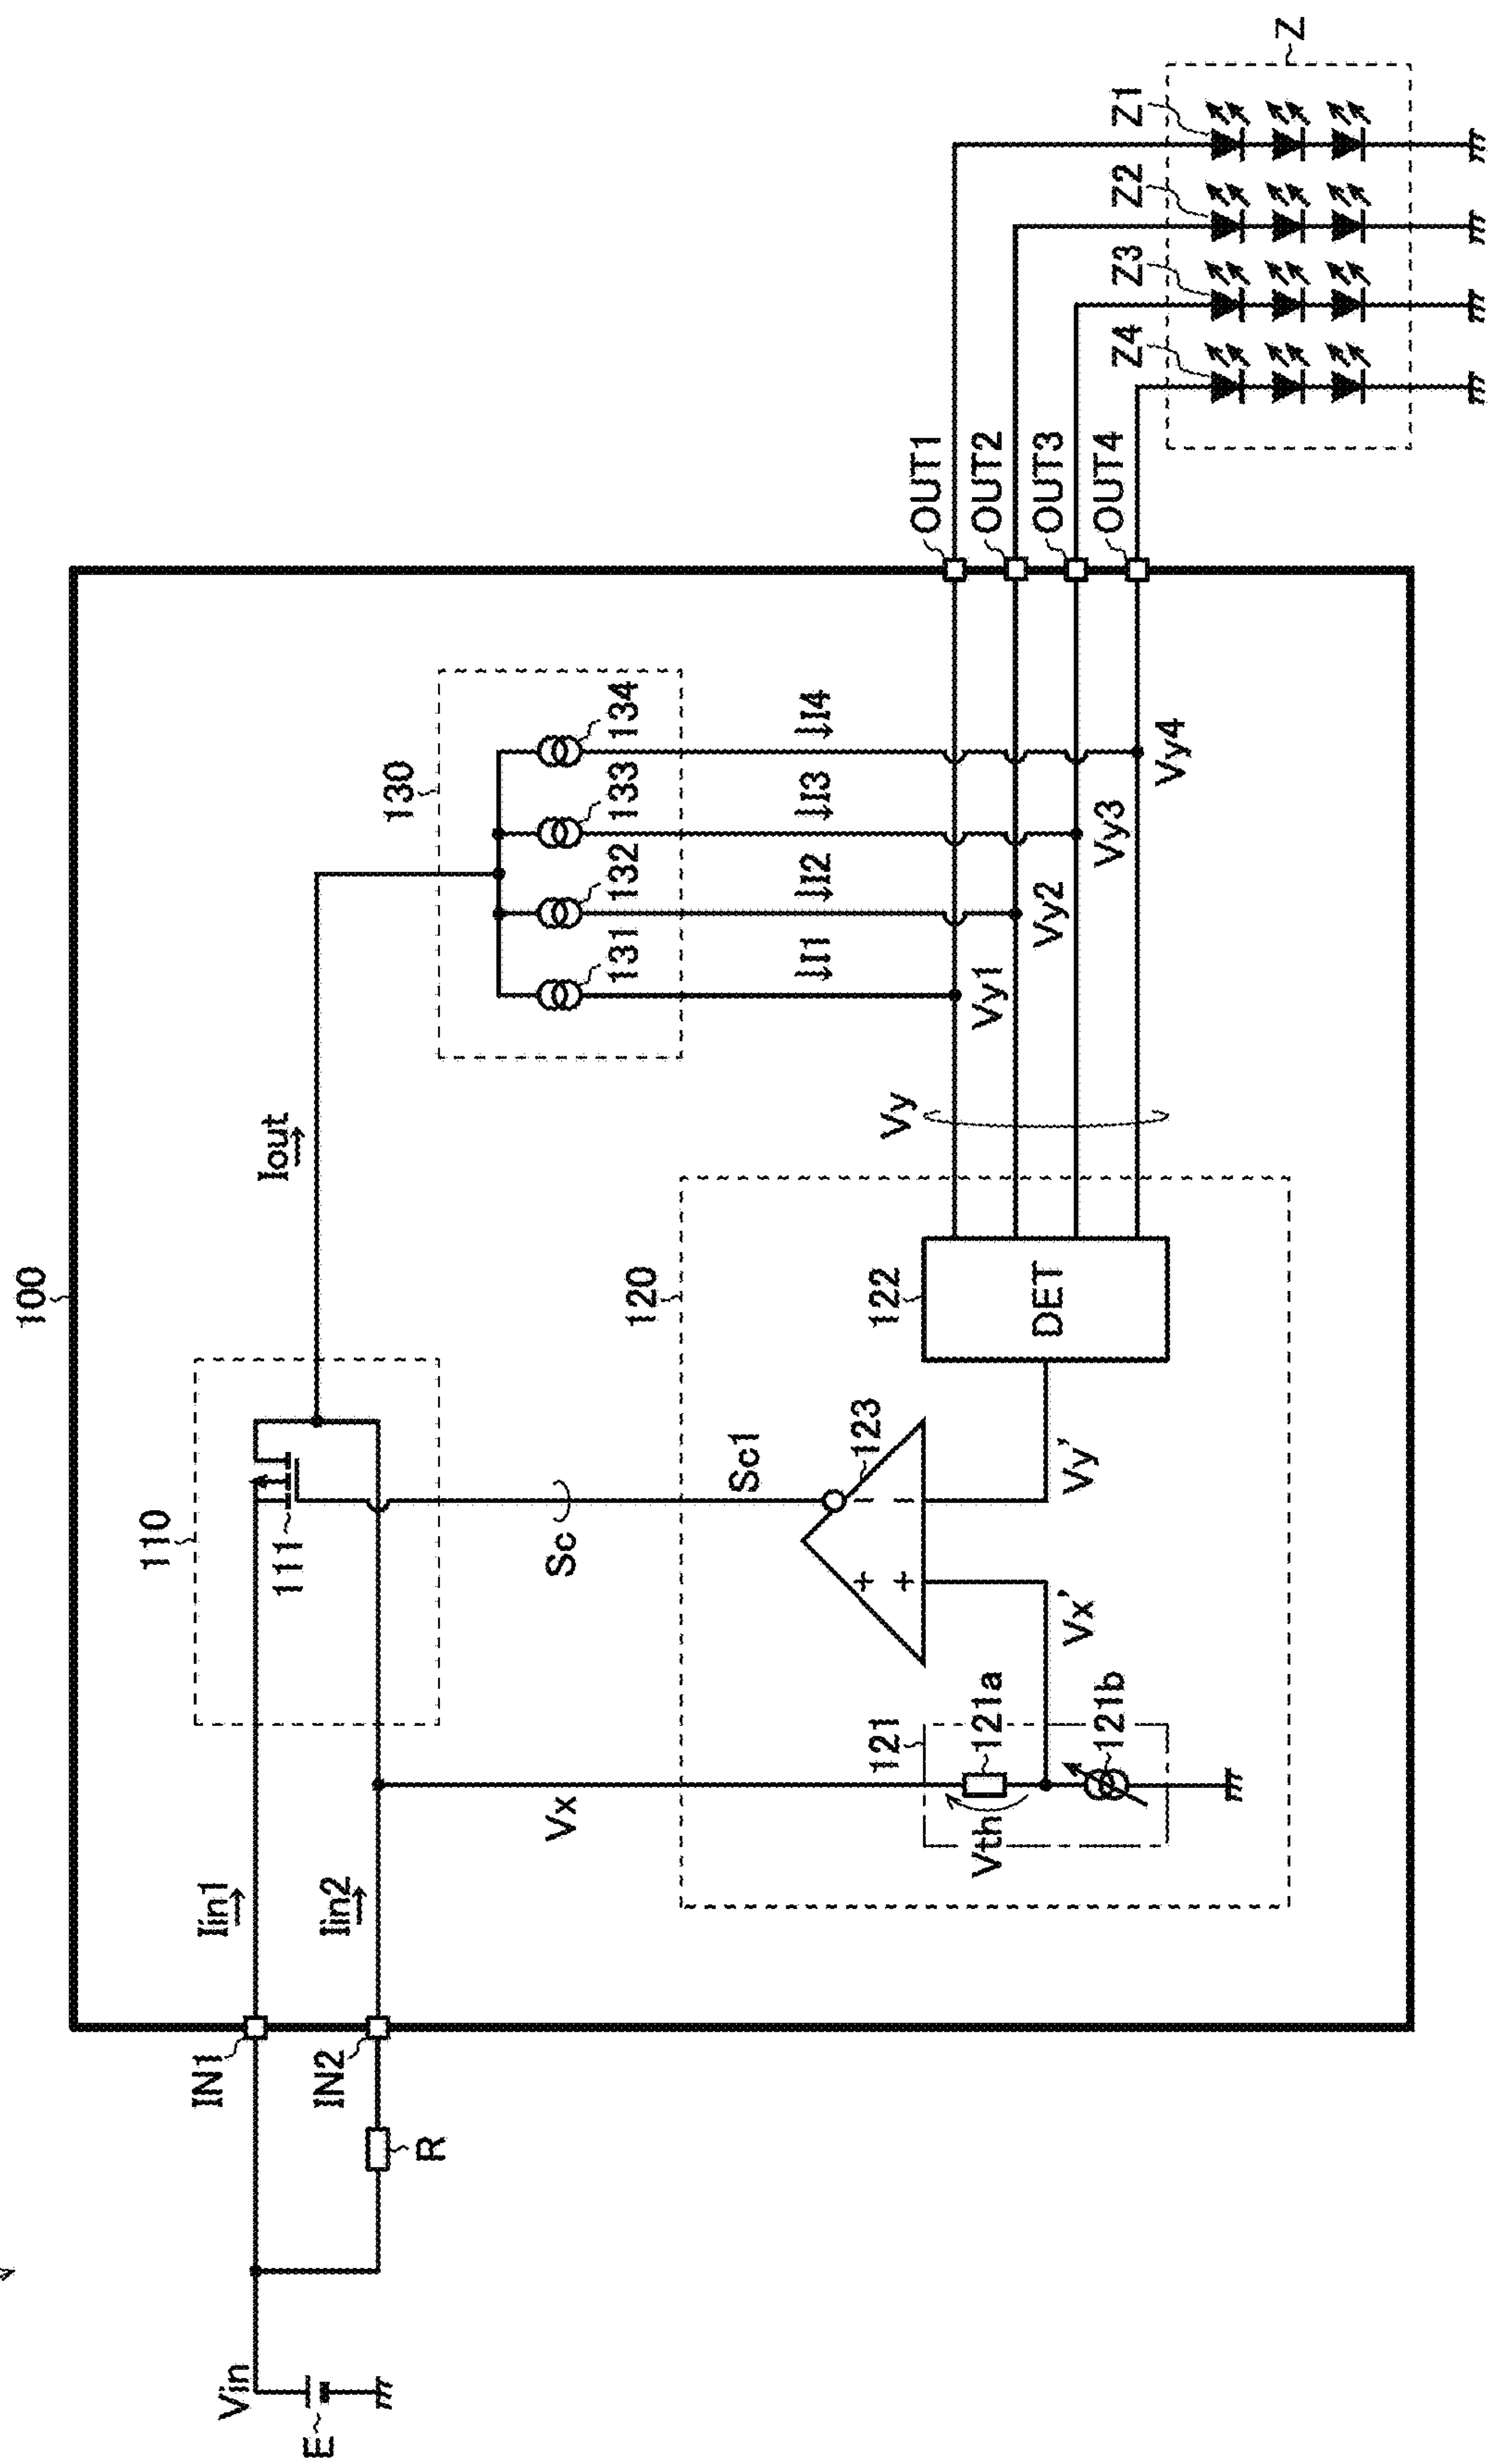 100
Vin
E
R
IN1
IN2
Iin1
Iin2
110
111
Iout
130
131
132
133
134
I1
I2
I3
I4
Vx
Sc
Sc1
120
121
121a
121b
Vth
Vx'
+
+
-
-
123
Vy'
122
DET
Vy
Vy1
Vy2
Vy3
Vy4
OUT1
OUT2
OUT3
OUT4
Z4
Z3
Z2
Z1
Z